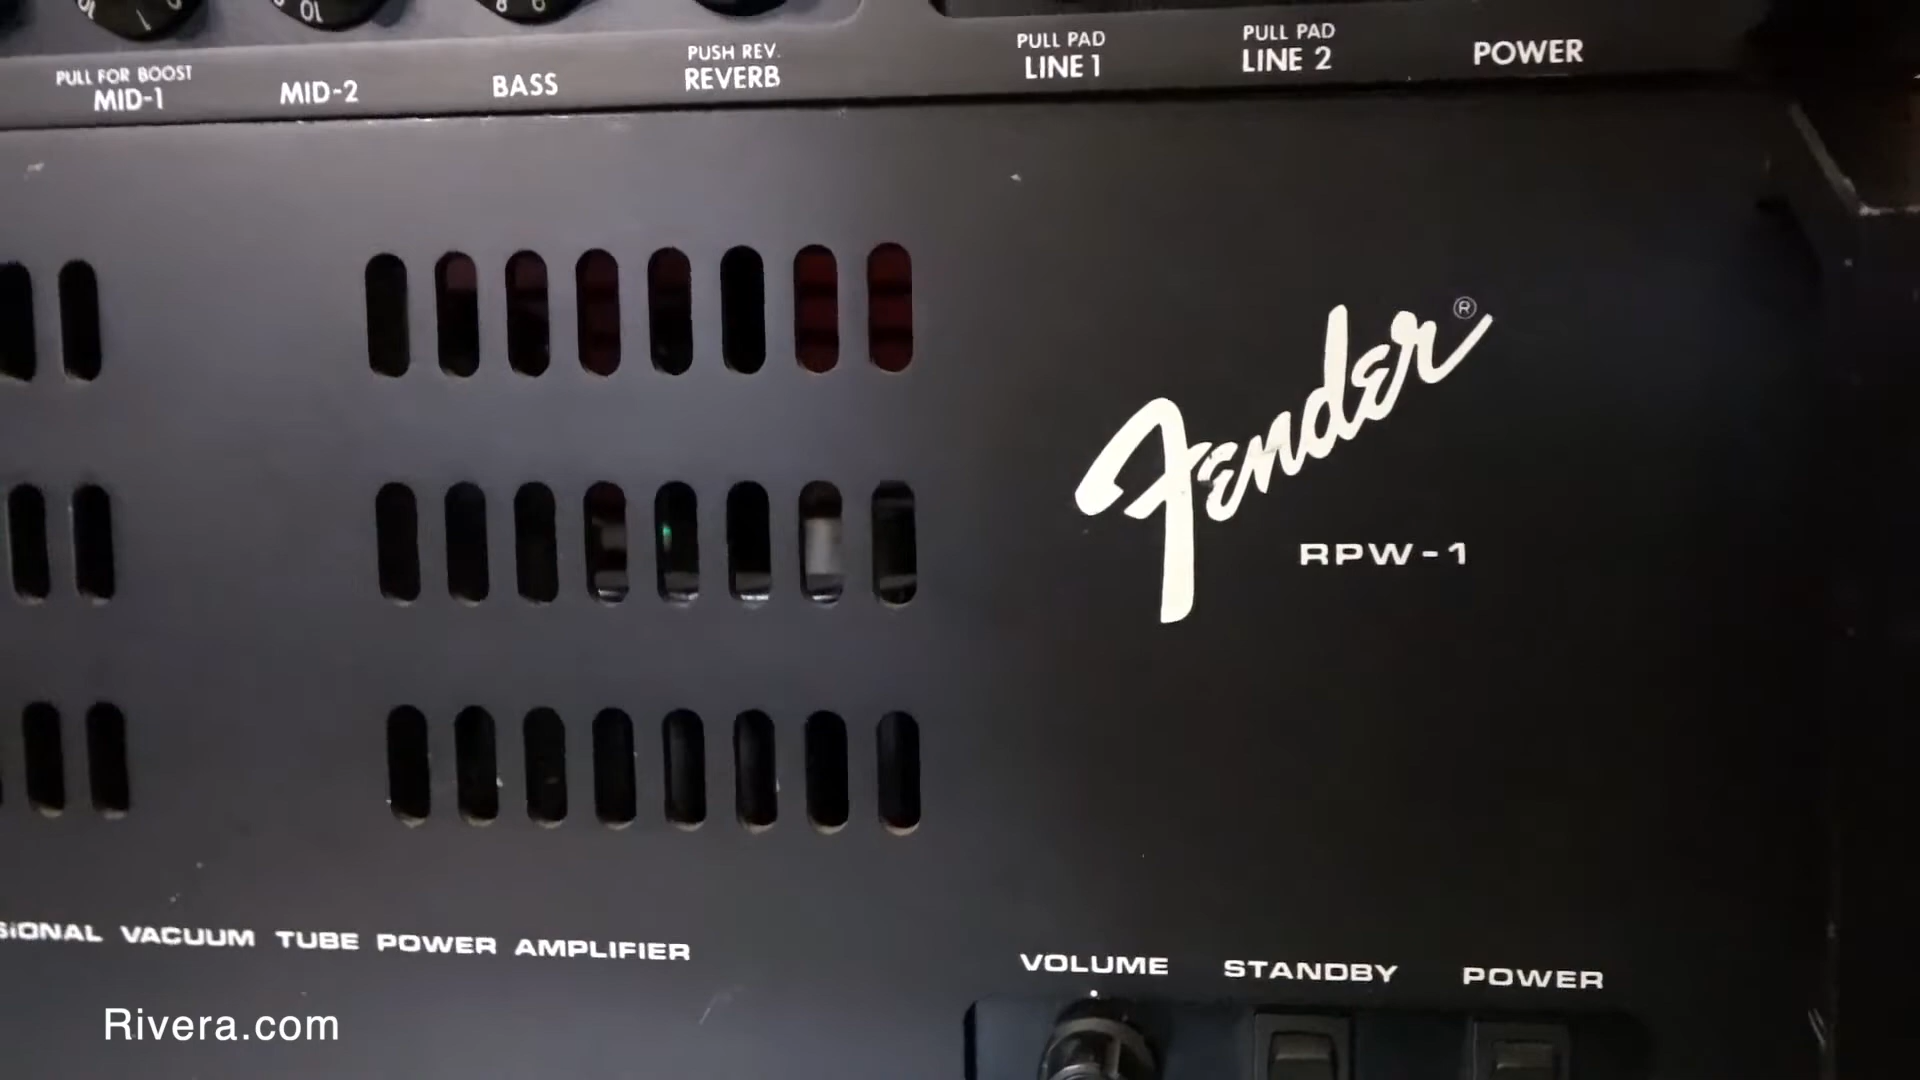 PULL FOR BOOST
MID-1
MID-2
BASS
PUSH REV.
REVERB
PULL PAD
LINE 1
PULL PAD
LINE 2
POWER
Fender®
RPW-1
SIONAL VACUUM TUBE POWER AMPLIFIER
VOLUME STANDBY POWER
Rivera.com